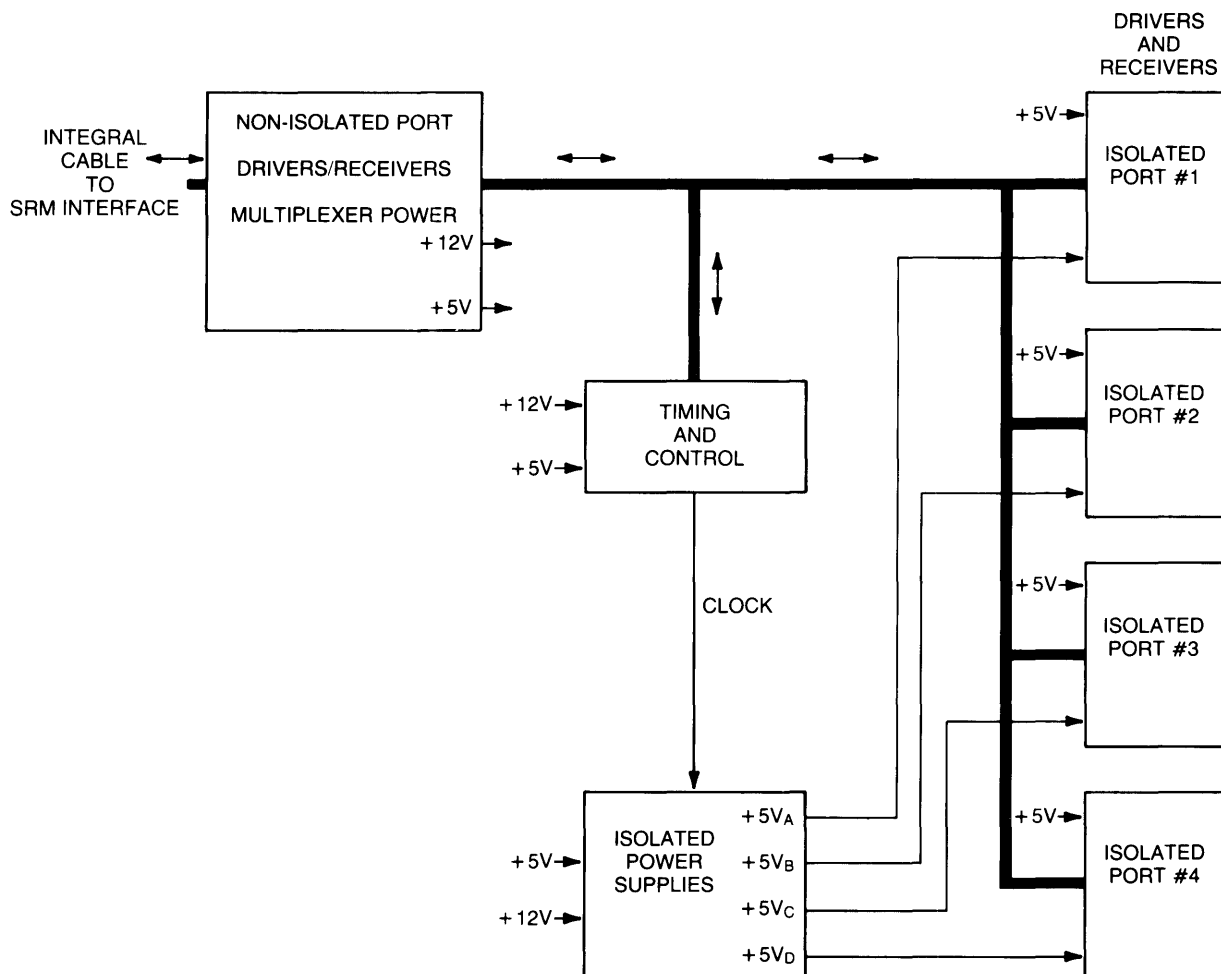 DRIVERS
AND
RECEIVERS
INTEGRAL
CABLE
TO
SRM INTERFACE
NON-ISOLATED PORT
DRIVERS/RECEIVERS
MULTIPLEXER POWER
+12V
+5V
+5V
ISOLATED
PORT #1
+5V
ISOLATED
PORT #2
+12V
+5V
TIMING
AND
CONTROL
CLOCK
+5V
ISOLATED
PORT #3
+5V
+12V
ISOLATED
POWER
SUPPLIES
+5VA
+5VB
+5VC
+5VD
+5V
ISOLATED
PORT #4